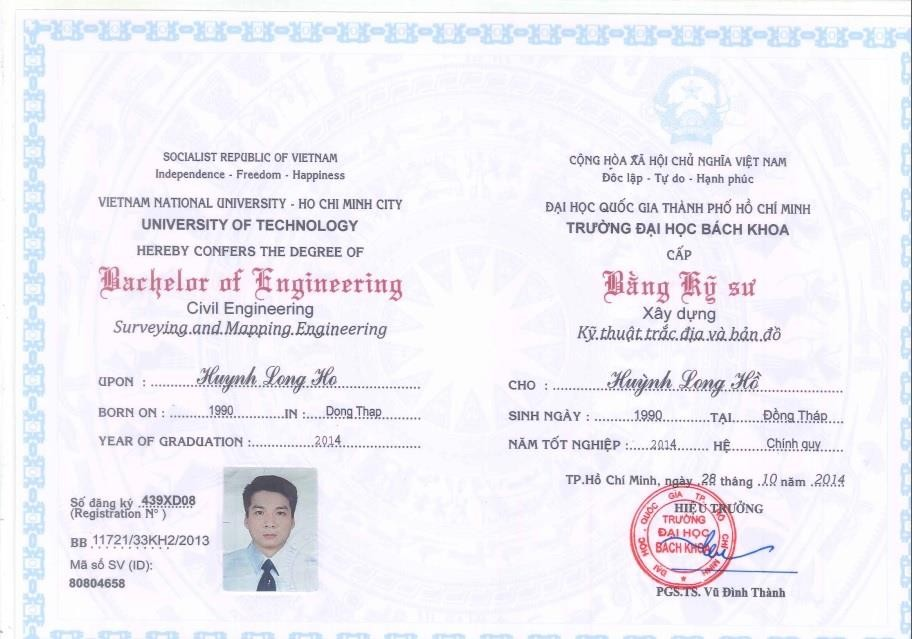 SOCIALIST REPUBLIC OF VIETNAM
Independence - Freedom - Happiness
VIETNAM NATIONAL UNIVERSITY - HO CHI MINH CITY
UNIVERSITY OF TECHNOLOGY
HEREBY CONFERS THE DEGREE OF
Bachelor of Engineering
Civil Engineering
Surveying and Mapping Engineering
UPON : Huynh Long Ho
BORN ON : 1990 IN : Dong Thap
YEAR OF GRADUATION : 2014
Số đăng ký 439XD08
(Registration N° )
BB 11721/33KH2/2013
Mã số SV (ID):
80804658
CỘNG HÒA XÃ HỘI CHỦ NGHĨA VIỆT NAM
Độc lập - Tự do - Hạnh phúc
ĐẠI HỌC QUỐC GIA THÀNH PHỐ HỒ CHÍ MINH
TRƯỜNG ĐẠI HỌC BÁCH KHOA
CẤP
Bằng Kỹ sư
Xây dựng
Kỹ thuật trắc địa và bản đồ
CHO : Huỳnh Long Hồ
SINH NGÀY : 1990 TẠI Đồng Tháp
NĂM TỐT NGHIỆP : 2014 HỆ Chính quy
TP.Hồ Chí Minh, ngày 28 tháng 10 năm 2014
HIỆU TRƯỞNG
ĐẠI HỌC QUỐC GIA TP. HỒ CHÍ MINH
TRƯỜNG
ĐẠI HỌC
BÁCH KHOA
PGS.TS. Vũ Đình Thành